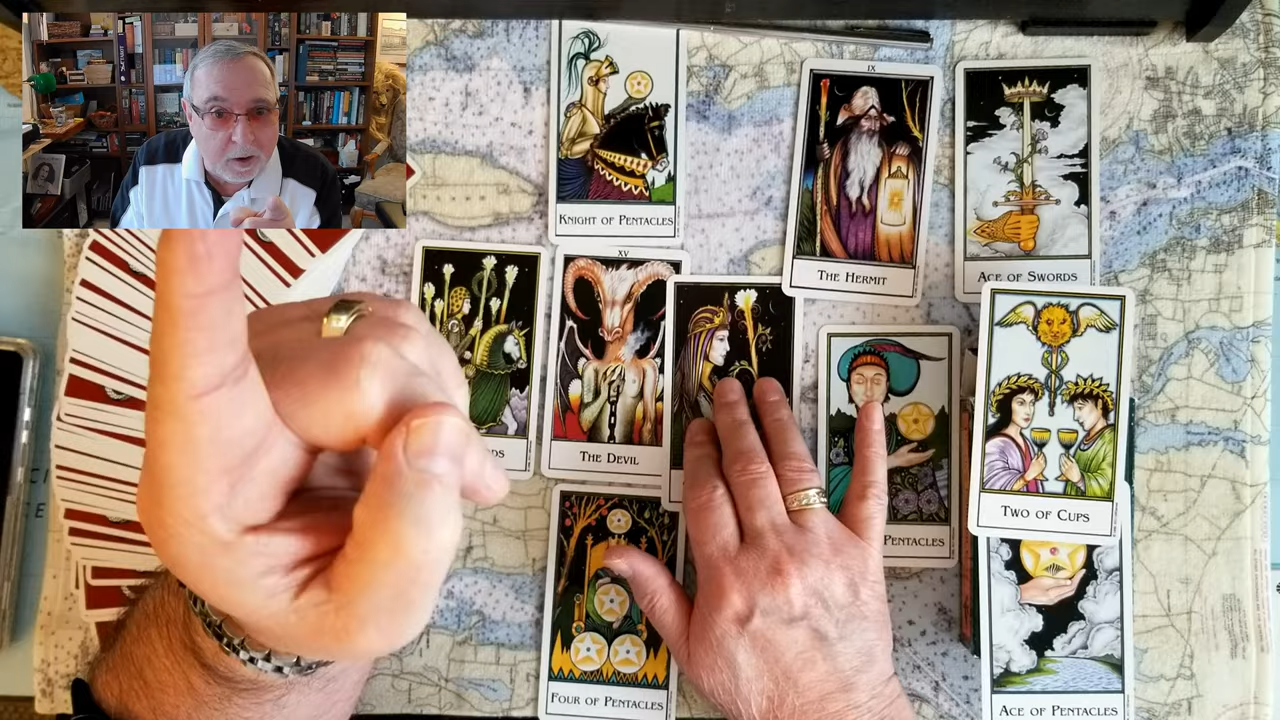 KNIGHT OF PENTACLES
IX
THE HERMIT
ACE OF SWORDS
XV
THE DEVIL
PENTACLES
TWO OF CUPS
FOUR OF PENTACLES
ACE OF PENTACLES